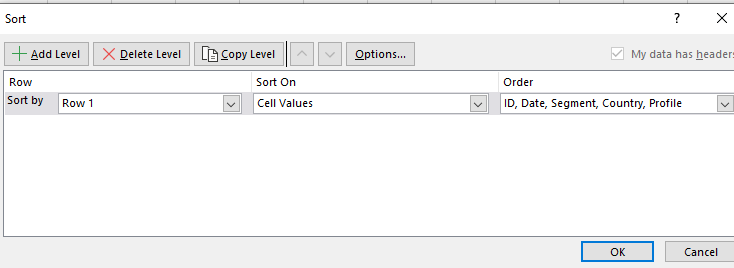 Sort ? ×
Add Level Delete Level Copy Level Options... My data has headers
Row Sort On Order
Sort by Row 1 Cell Values ID, Date, Segment, Country, Profile
OK Cancel